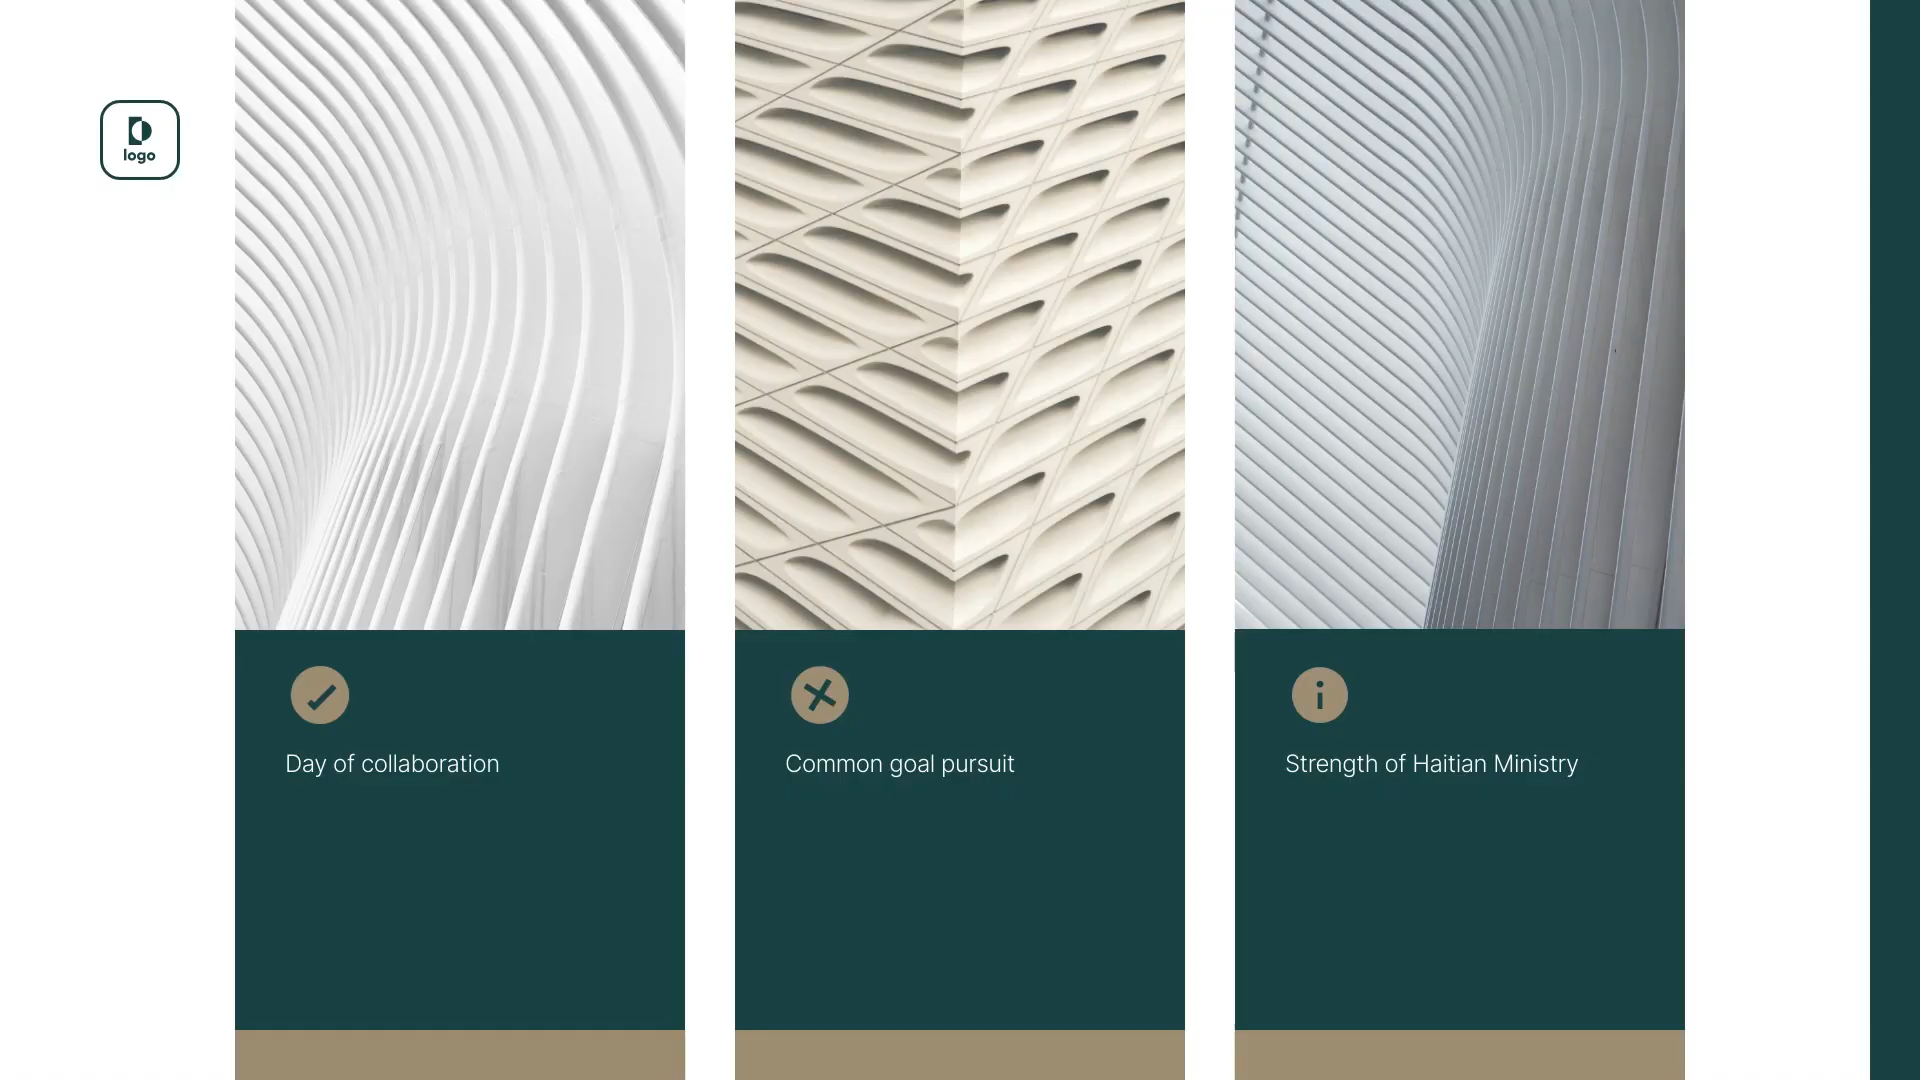 logo
Day of collaboration
Common goal pursuit
Strength of Haitian Ministry